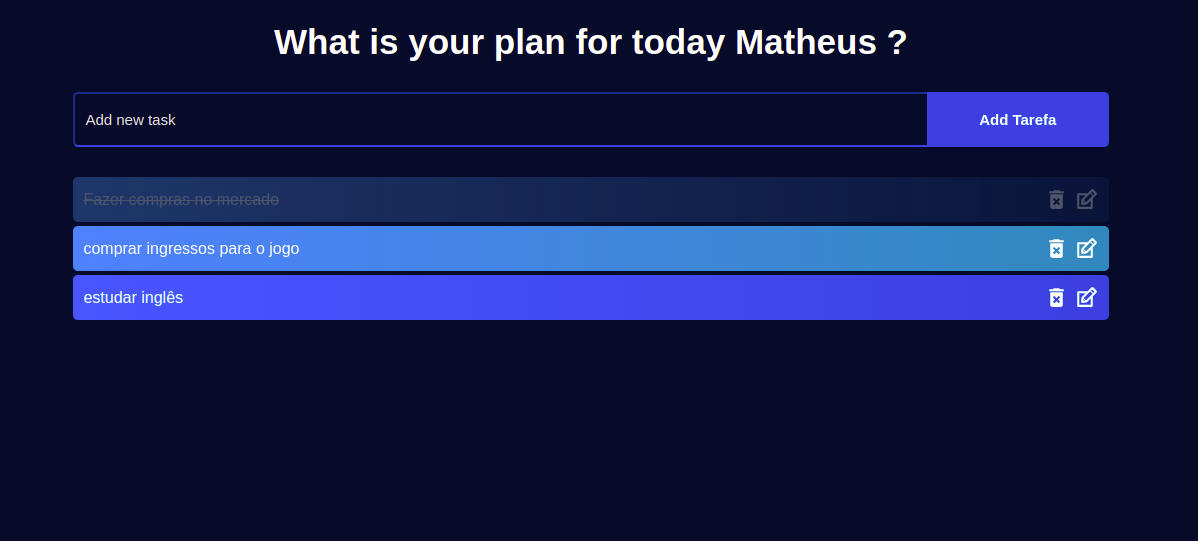 What is your plan for today Matheus ?
Add new task
Add Tarefa
Fazer compras no mercado
comprar ingressos para o jogo
estudar inglês